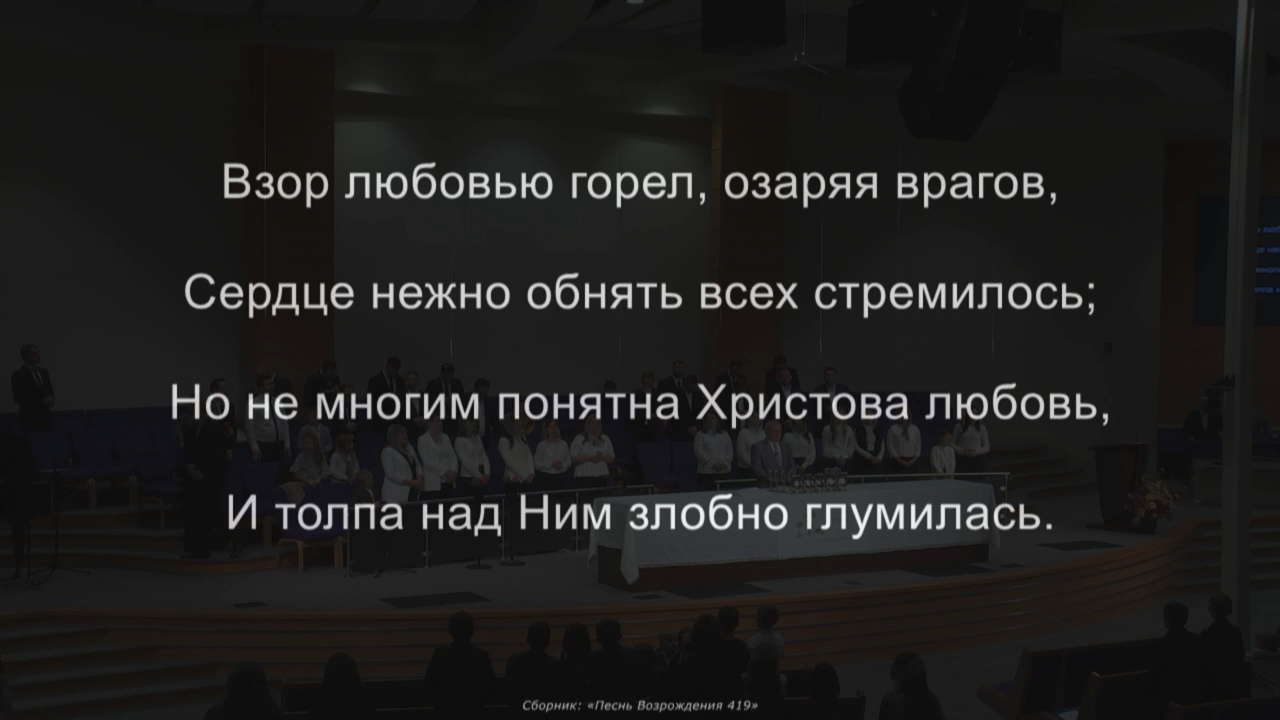 Взор любовью горел, озаряя врагов,
Сердце нежно обнять всех стремилось;
Но не многим понятна Христова любовь,
И толпа над Ним злобно глумилась.
Сборник: «Песнь Возрождения 419»